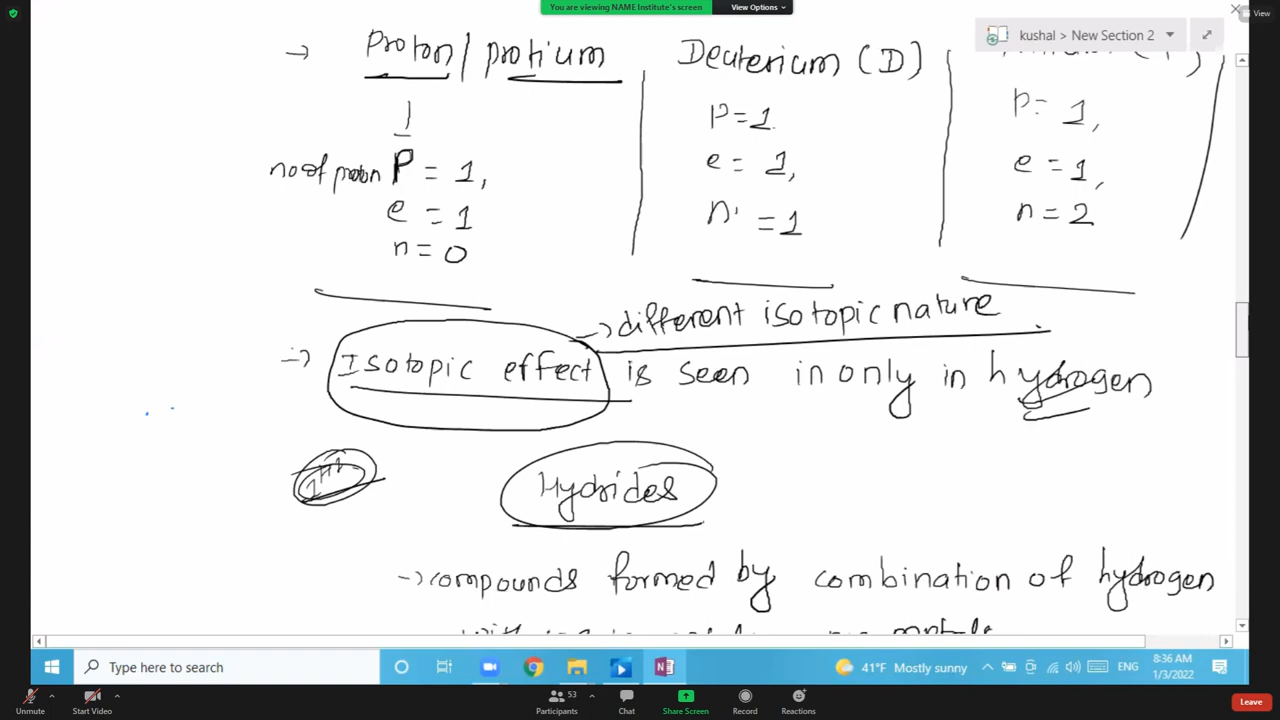 You are viewing NAME Institute's screen
View Options
View
kushal > New Section 2
→ Proton/protium
Deuterium (D)
1
no of proton P = 1,
e = 1
n = 0
P = 1
e = 1,
n = 1
P = 1,
e = 1,
n = 2
→ different isotopic nature
Isotopic effect is seen in only in hydrogen
Hydrides
→ compounds formed by combination of hydrogen
Type here to search
41°F Mostly sunny
ENG
8:36 AM
1/3/2022
Unmute
Start Video
Participants 53
Chat
Share Screen
Record
Reactions
Leave